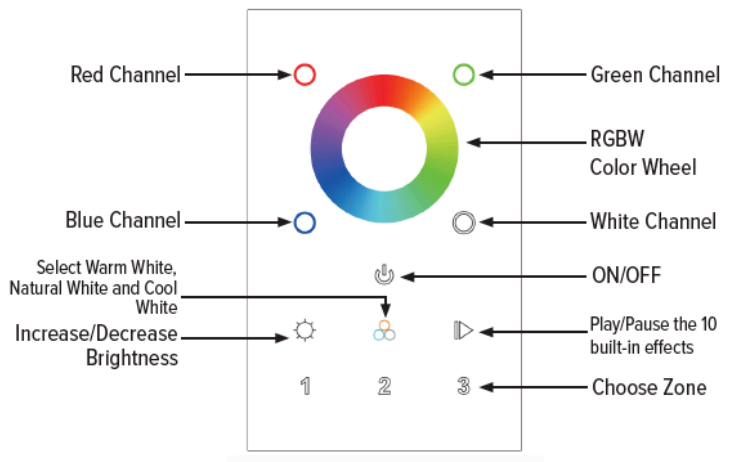 Red Channel
Green Channel
RGBW
Color Wheel
Blue Channel
White Channel
Select Warm White,
Natural White and Cool
White
ON/OFF
Increase/Decrease
Brightness
Play/Pause the 10
built-in effects
1 2 3
Choose Zone